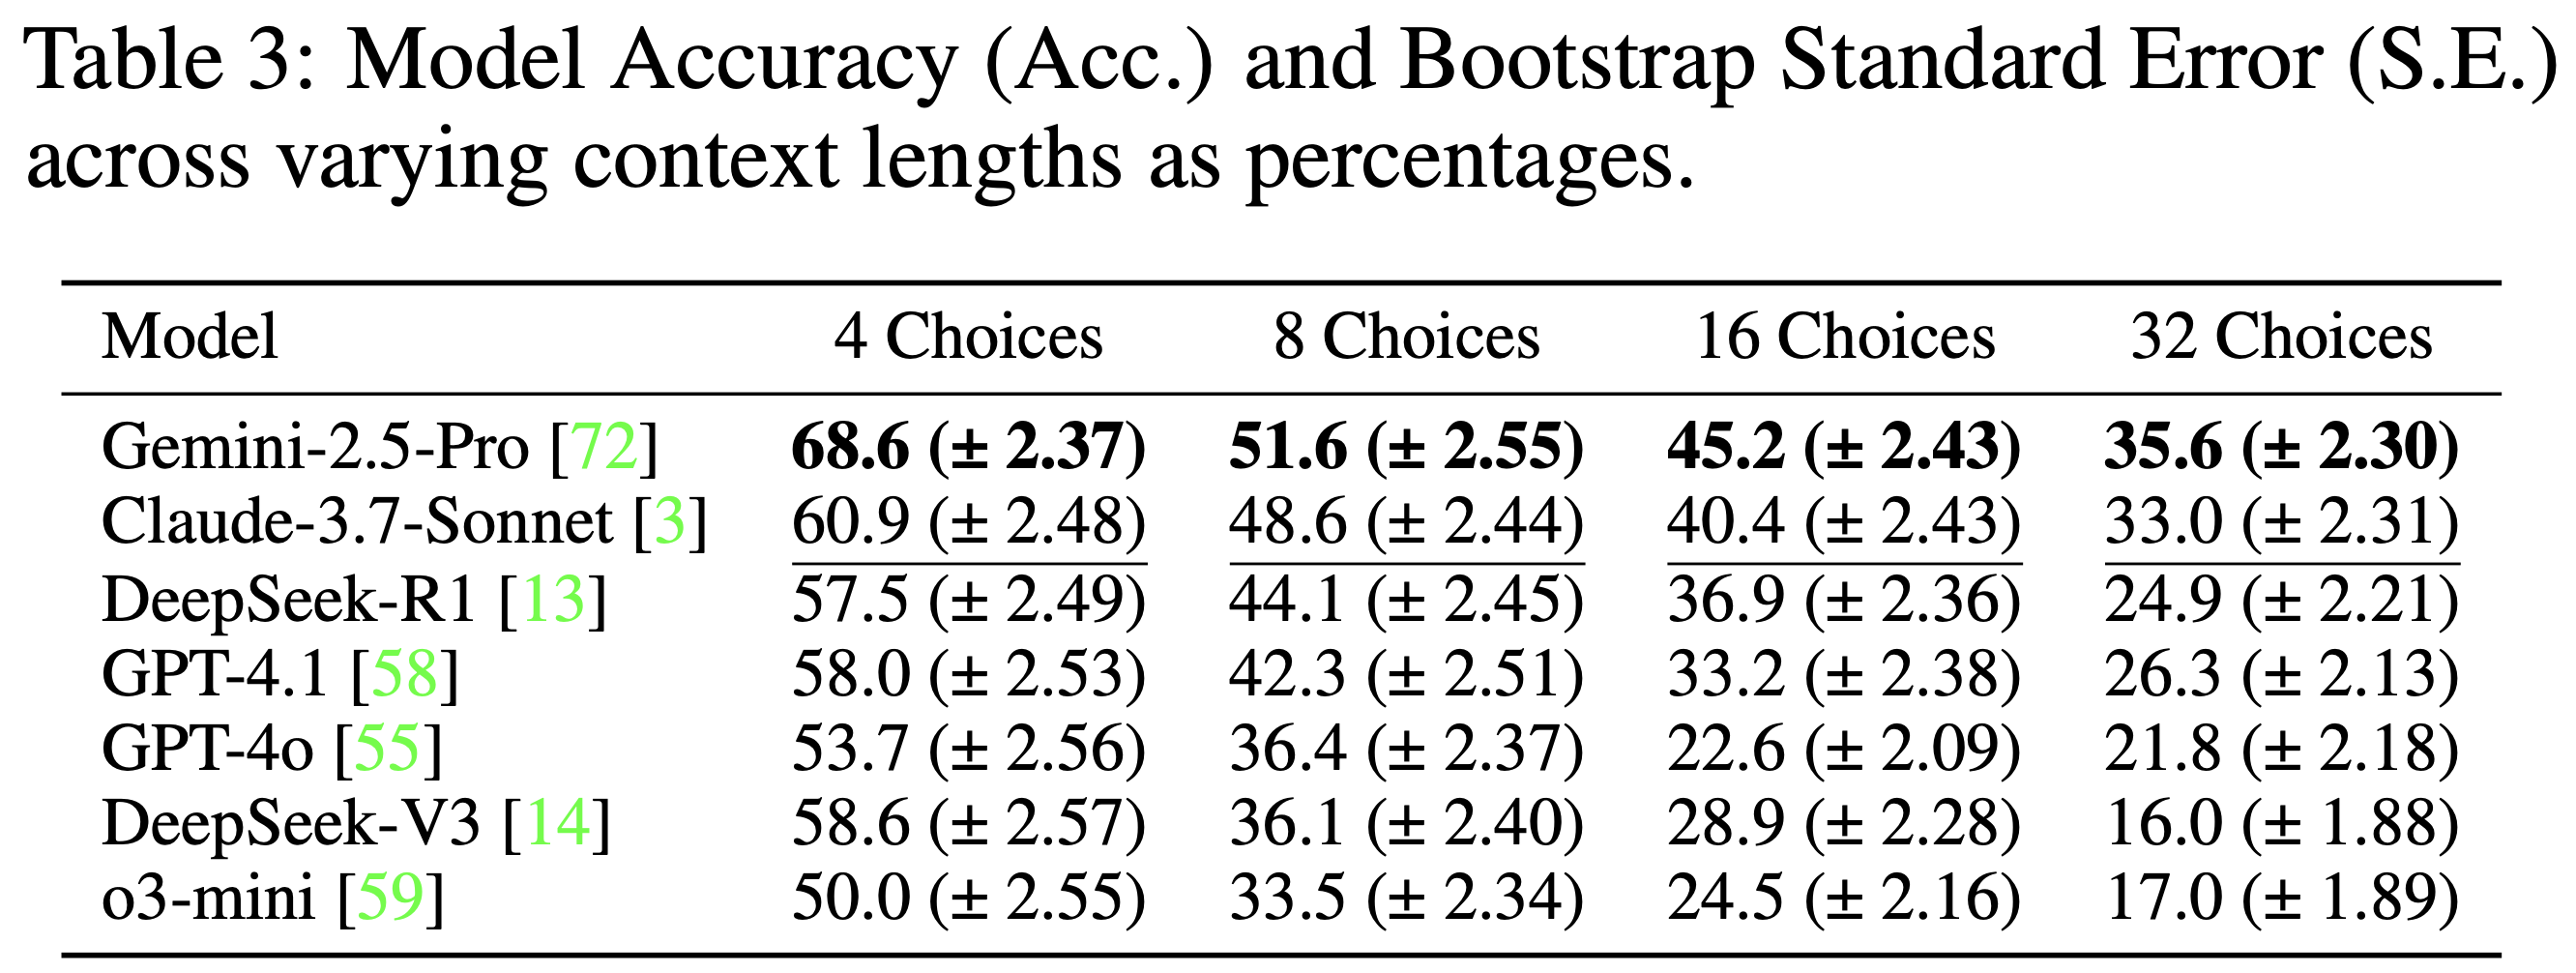 Table 3: Model Accuracy (Acc.) and Bootstrap Standard Error (S.E.)
across varying context lengths as percentages.
Model 4 Choices 8 Choices 16 Choices 32 Choices
Gemini-2.5-Pro [72] 68.6 (± 2.37) 51.6 (± 2.55) 45.2 (± 2.43) 35.6 (± 2.30)
Claude-3.7-Sonnet [3] 60.9 (± 2.48) 48.6 (± 2.44) 40.4 (± 2.43) 33.0 (± 2.31)
DeepSeek-R1 [13] 57.5 (± 2.49) 44.1 (± 2.45) 36.9 (± 2.36) 24.9 (± 2.21)
GPT-4.1 [58] 58.0 (± 2.53) 42.3 (± 2.51) 33.2 (± 2.38) 26.3 (± 2.13)
GPT-4o [55] 53.7 (± 2.56) 36.4 (± 2.37) 22.6 (± 2.09) 21.8 (± 2.18)
DeepSeek-V3 [14] 58.6 (± 2.57) 36.1 (± 2.40) 28.9 (± 2.28) 16.0 (± 1.88)
o3-mini [59] 50.0 (± 2.55) 33.5 (± 2.34) 24.5 (± 2.16) 17.0 (± 1.89)